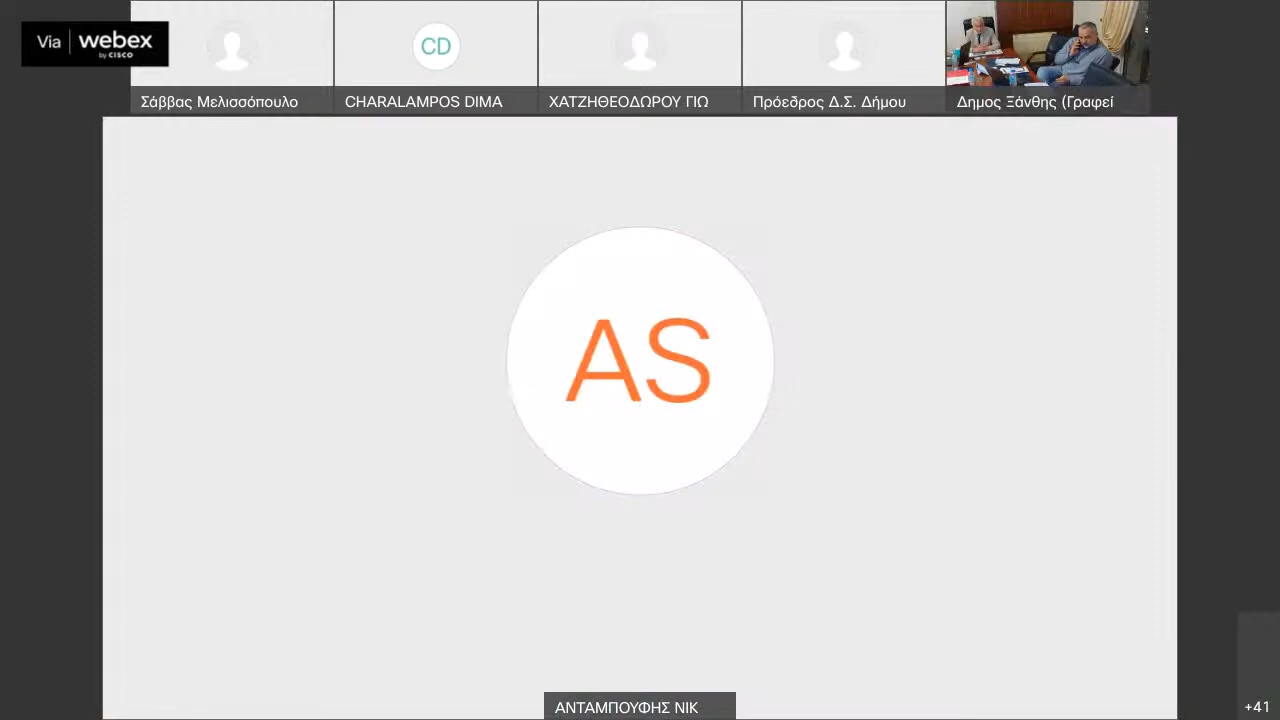 Via webex
by CISCO
CD
Σάββας Μελισσόπουλο
CHARALAMPOS DIMA
ΧΑΤΖΗΘΕΟΔΩΡΟΥ ΓΙΩ
Πρόεδρος Δ.Σ. Δήμου
Δημος Ξάνθης (Γραφεί
AS
ΑΝΤΑΜΠΟΥΦΗΣ ΝΙΚ
+41